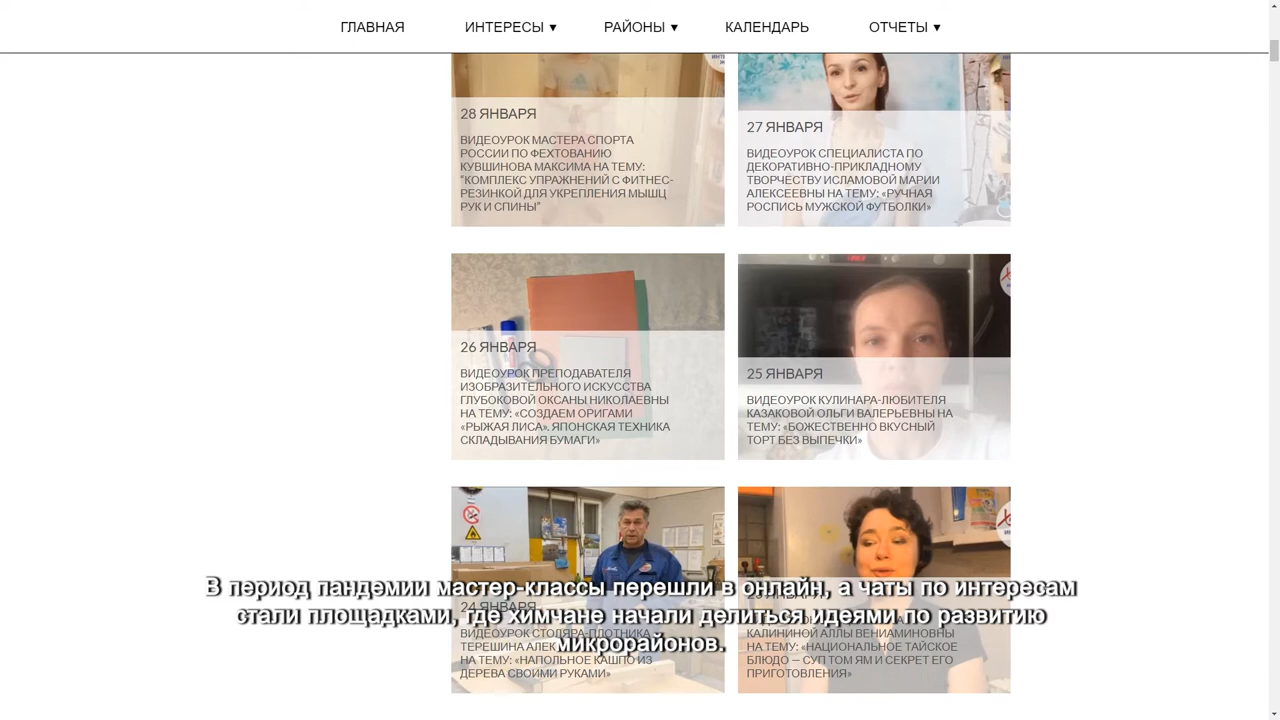 ГЛАВНАЯ
ИНТЕРЕСЫ ▼
РАЙОНЫ ▼
КАЛЕНДАРЬ
ОТЧЕТЫ ▼
28 ЯНВАРЯ
ВИДЕОУРОК МАСТЕРА СПОРТА
РОССИИ ПО ФЕХТОВАНИЮ
КУВШИНОВА МАКСИМА НА ТЕМУ:
"КОМПЛЕКС УПРАЖНЕНИЙ С ФИТНЕС-
РЕЗИНКОЙ ДЛЯ УКРЕПЛЕНИЯ МЫШЦ
РУК И СПИНЫ"
27 ЯНВАРЯ
ВИДЕОУРОК СПЕЦИАЛИСТА ПО
ДЕКОРАТИВНО-ПРИКЛАДНОМУ
ТВОРЧЕСТВУ ИСЛАМОВОЙ МАРИИ
АЛЕКСЕЕВНЫ НА ТЕМУ: «РУЧНАЯ
РОСПИСЬ МУЖСКОЙ ФУТБОЛКИ»
26 ЯНВАРЯ
ВИДЕОУРОК ПРЕПОДАВАТЕЛЯ
ИЗОБРАЗИТЕЛЬНОГО ИСКУССТВА
ГЛУБОКОВОЙ ОКСАНЫ НИКОЛАЕВНЫ
НА ТЕМУ: «СОЗДАЕМ ОРИГАМИ
«РЫЖАЯ ЛИСА». ЯПОНСКАЯ ТЕХНИКА
СКЛАДЫВАНИЯ БУМАГИ»
25 ЯНВАРЯ
ВИДЕОУРОК КУЛИНАРА-ЛЮБИТЕЛЯ
КАЗАКОВОЙ ОЛЬГИ ВАЛЕРЬЕВНЫ НА
ТЕМУ: «БОЖЕСТВЕННО ВКУСНЫЙ
ТОРТ БЕЗ ВЫПЕЧКИ»
24 ЯНВАРЯ
ВИДЕОУРОК СТОЛЯРА-ПЛОТНИКА
ТЕРЕШИНА АЛЕК
НА ТЕМУ: «НАПОЛЬНОЕ КАШПО ИЗ
ДЕРЕВА СВОИМИ РУКАМИ»
КАЛИНИНОЙ АЛЛЫ ВЕНИАМИНОВНЫ
НА ТЕМУ: «НАЦИОНАЛЬНОЕ ТАЙСКОЕ
БЛЮДО — СУП ТОМ ЯМ И СЕКРЕТ ЕГО
ПРИГОТОВЛЕНИЯ»
В период пандемии мастер-классы перешли в онлайн, а чаты по интересам
стали площадками, где химчане начали делиться идеями по развитию
микрорайонов.